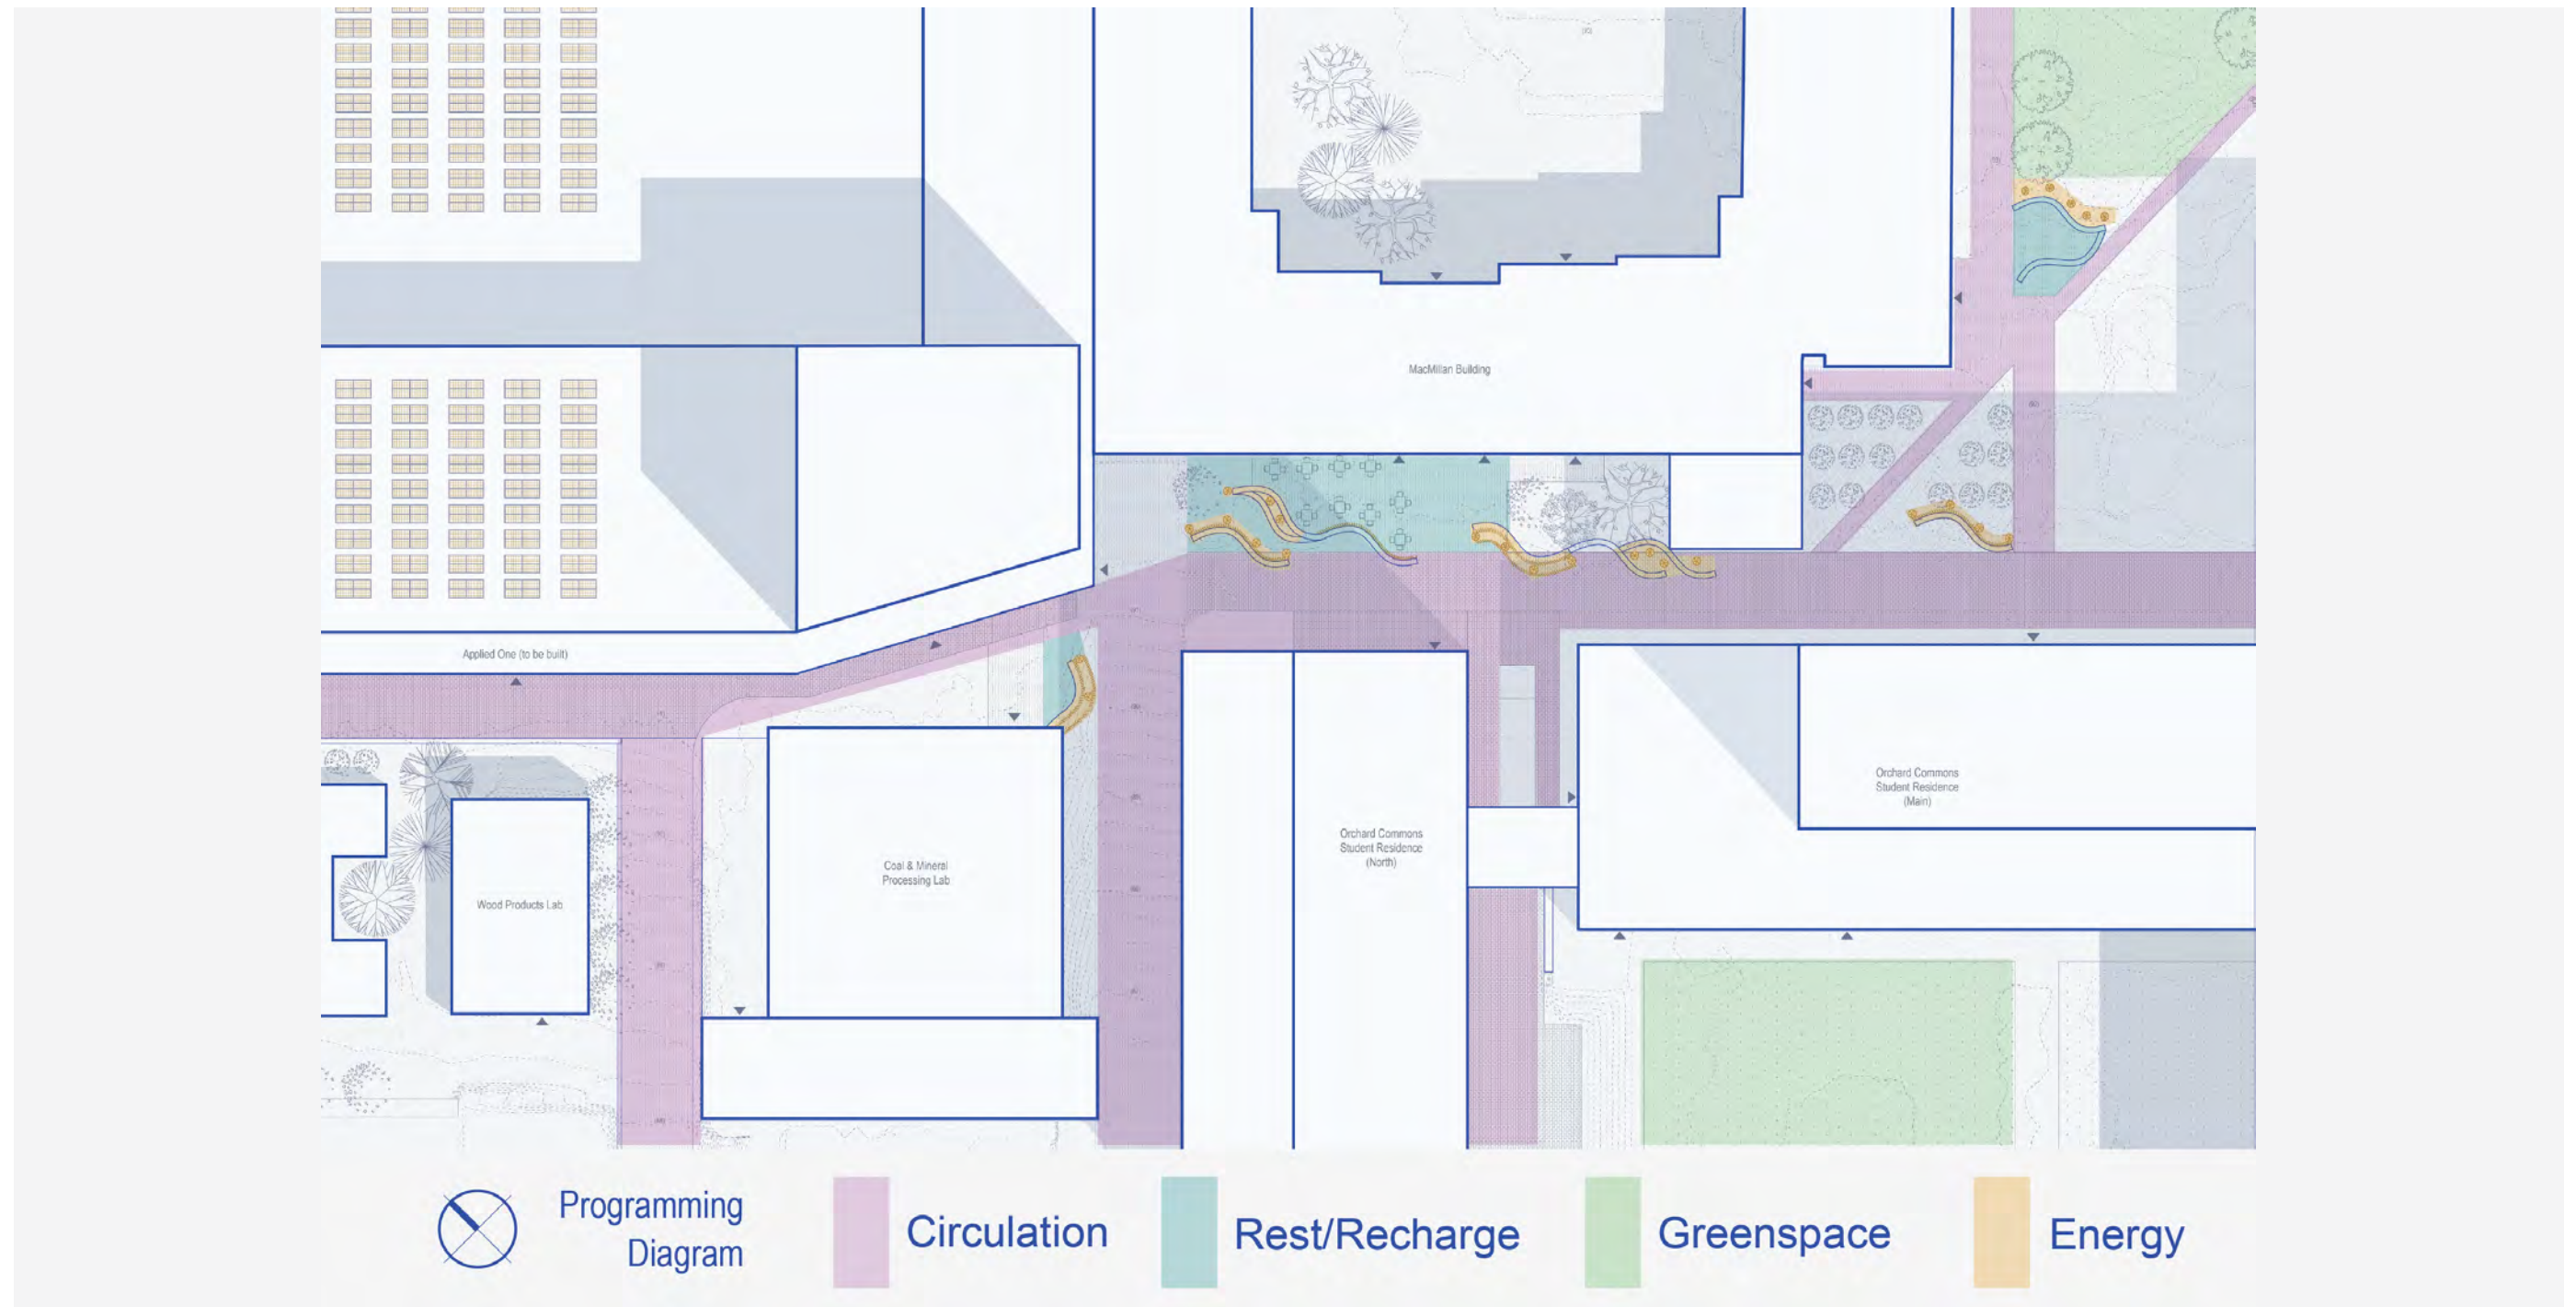 MacMillan Building
Applied One (to be built)
Orchard Commons
Student Residence
(Main)
Orchard Commons
Student Residence
(North)
Coal & Mineral
Processing Lab
Wood Products Lab
Programming
Diagram
Circulation
Rest/Recharge
Greenspace
Energy